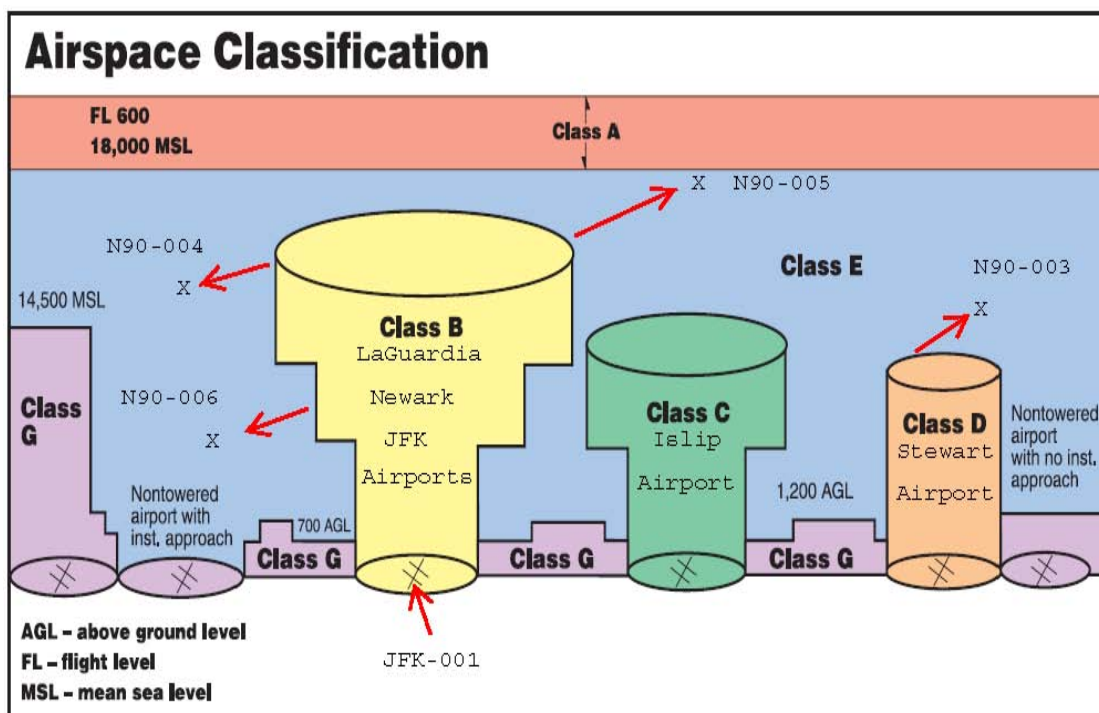 Airspace Classification
FL 600
18,000 MSL
Class A
X N90-005
N90-004
X
Class E
N90-003
X
14,500 MSL
Class B
LaGuardia
Newark
JFK
Airports
N90-006
X
Class
G
Class C
Islip
Airport
Class D
Stewart
Airport
Nontowered
airport
with no inst.
approach
Nontowered
airport with
inst. approach
700 AGL
1,200 AGL
Class G
Class G
Class G
AGL – above ground level
FL – flight level
MSL – mean sea level
JFK-001